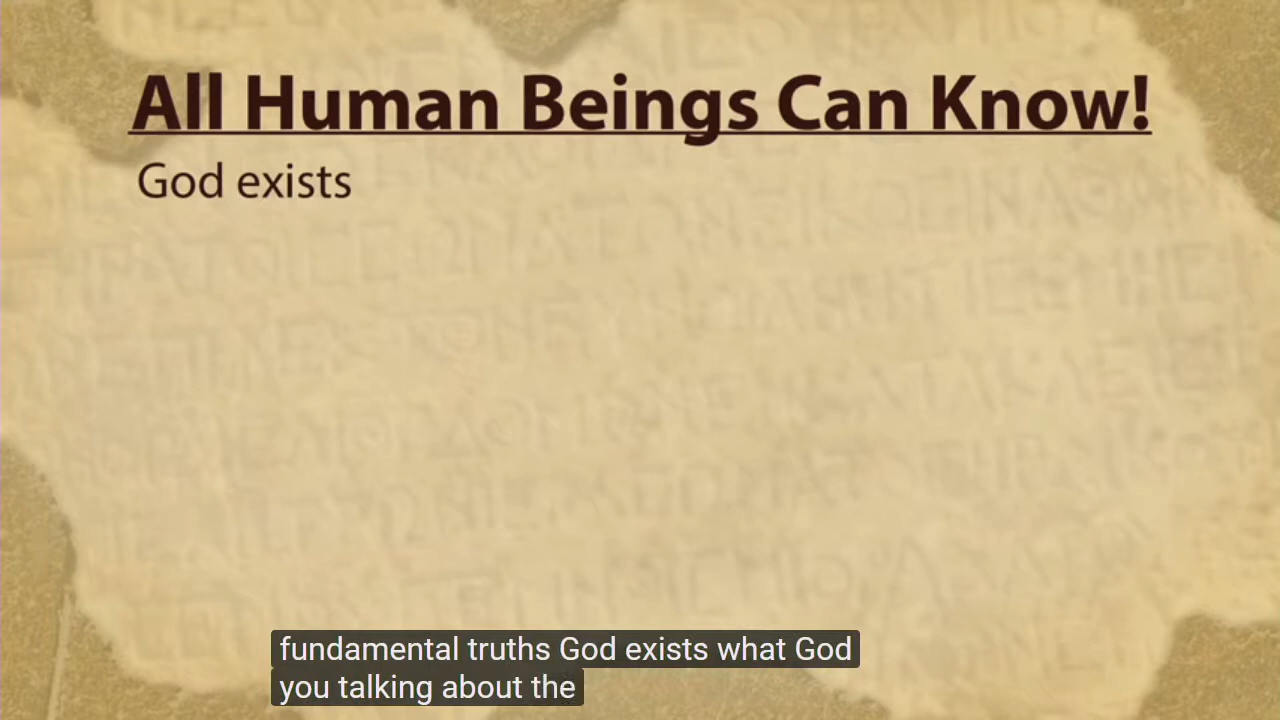 All Human Beings Can Know!
God exists
fundamental truths God exists what God
you talking about the